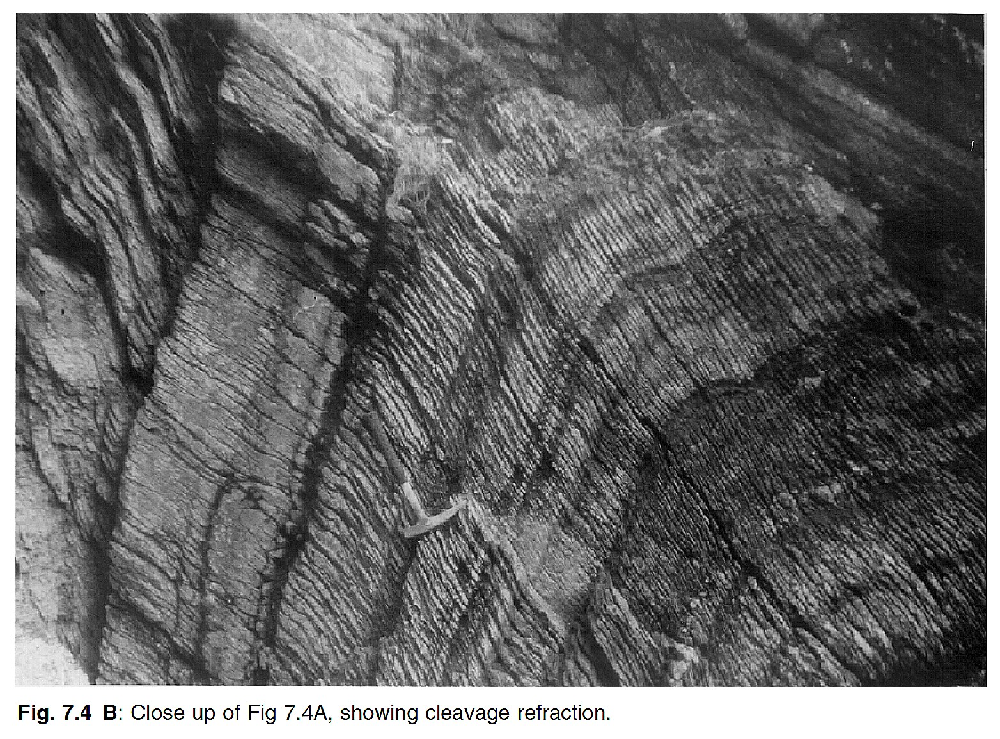 Fig. 7.4 B: Close up of Fig 7.4A, showing cleavage refraction.